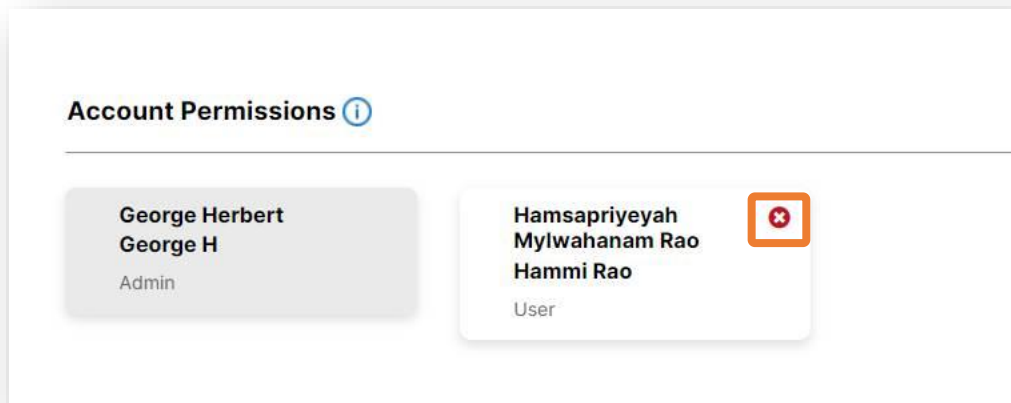 Account Permissions
George Herbert
George H
Admin
Hamsapriyeyah
Mylwahanam Rao
Hammi Rao
User